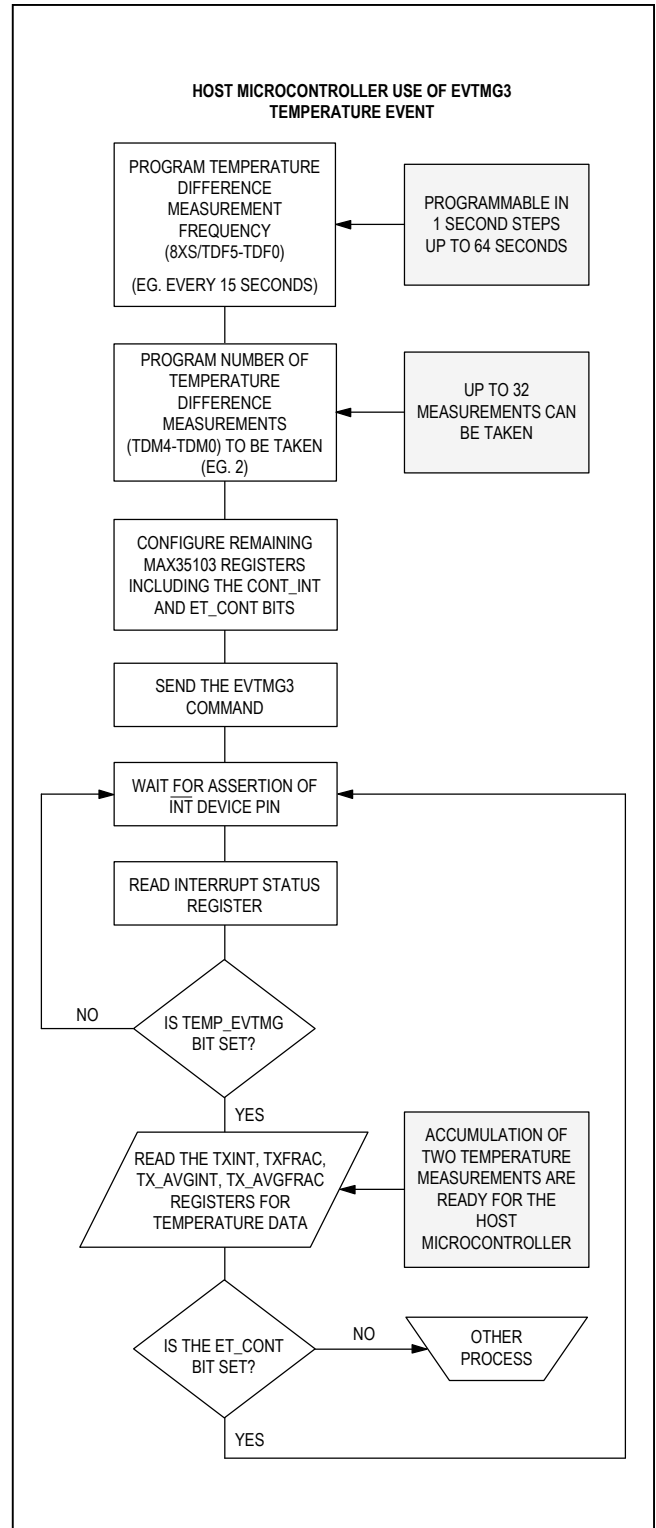 HOST MICROCONTROLLER USE OF EVTMG3
TEMPERATURE EVENT
PROGRAM TEMPERATURE
DIFFERENCE
MEASUREMENT
FREQUENCY
(8XS/TDF5-TDF0)
(EG. EVERY 15 SECONDS)
PROGRAMMABLE IN
1 SECOND STEPS
UP TO 64 SECONDS
PROGRAM NUMBER OF
TEMPERATURE
DIFFERENCE
MEASUREMENTS
(TDM4-TDM0) TO BE TAKEN
(EG. 2)
UP TO 32
MEASUREMENTS CAN
BE TAKEN
CONFIGURE REMAINING
MAX35103 REGISTERS
INCLUDING THE CONT_INT
AND ET_CONT BITS
SEND THE EVTMG3
COMMAND
WAIT FOR ASSERTION OF
INT DEVICE PIN
READ INTERRUPT STATUS
REGISTER
NO
IS TEMP_EVTMG
BIT SET?
YES
READ THE TXINT, TXFRAC,
TX_AVGINT, TX_AVGFRAC
REGISTERS FOR
TEMPERATURE DATA
ACCUMULATION OF
TWO TEMPERATURE
MEASUREMENTS ARE
READY FOR THE
HOST
MICROCONTROLLER
IS THE ET_CONT
BIT SET?
NO
OTHER
PROCESS
YES